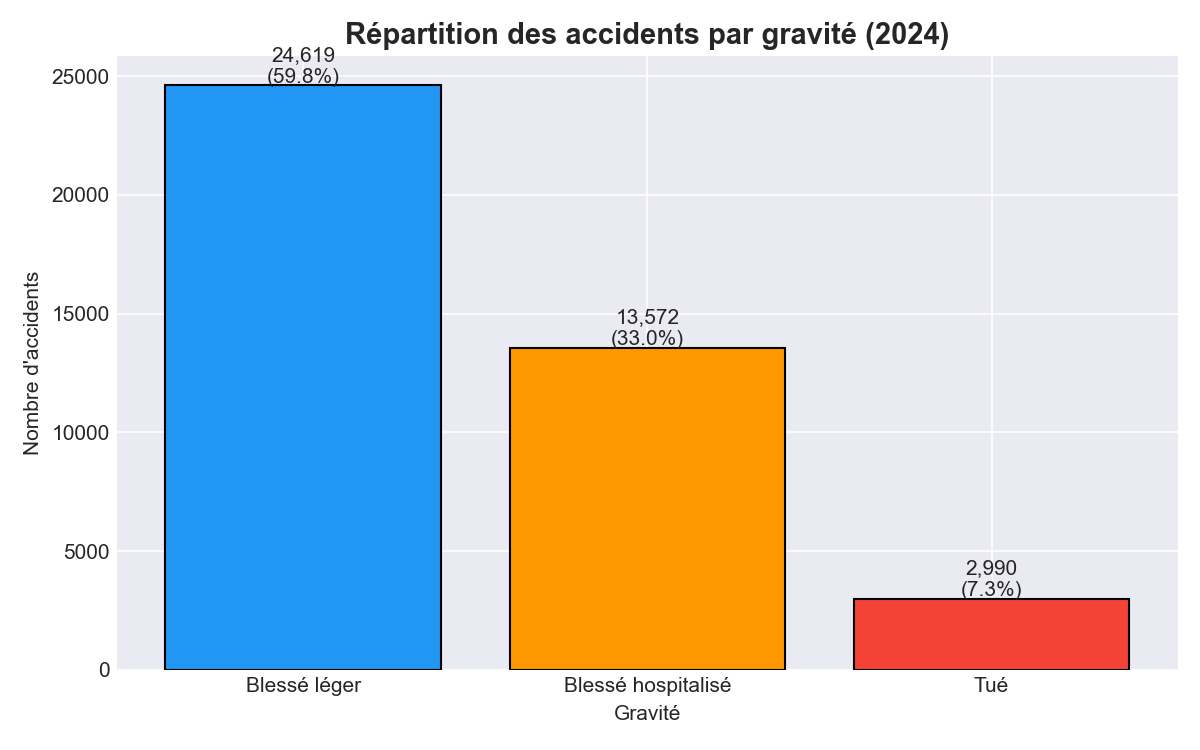 Répartition des accidents par gravité (2024)
24,619
(59.8%)
25000
20000
15000
10000
5000
0
13,572
(33.0%)
2,990
(7.3%)
Nombre d'accidents
Blessé léger
Blessé hospitalisé
Tué
Gravité